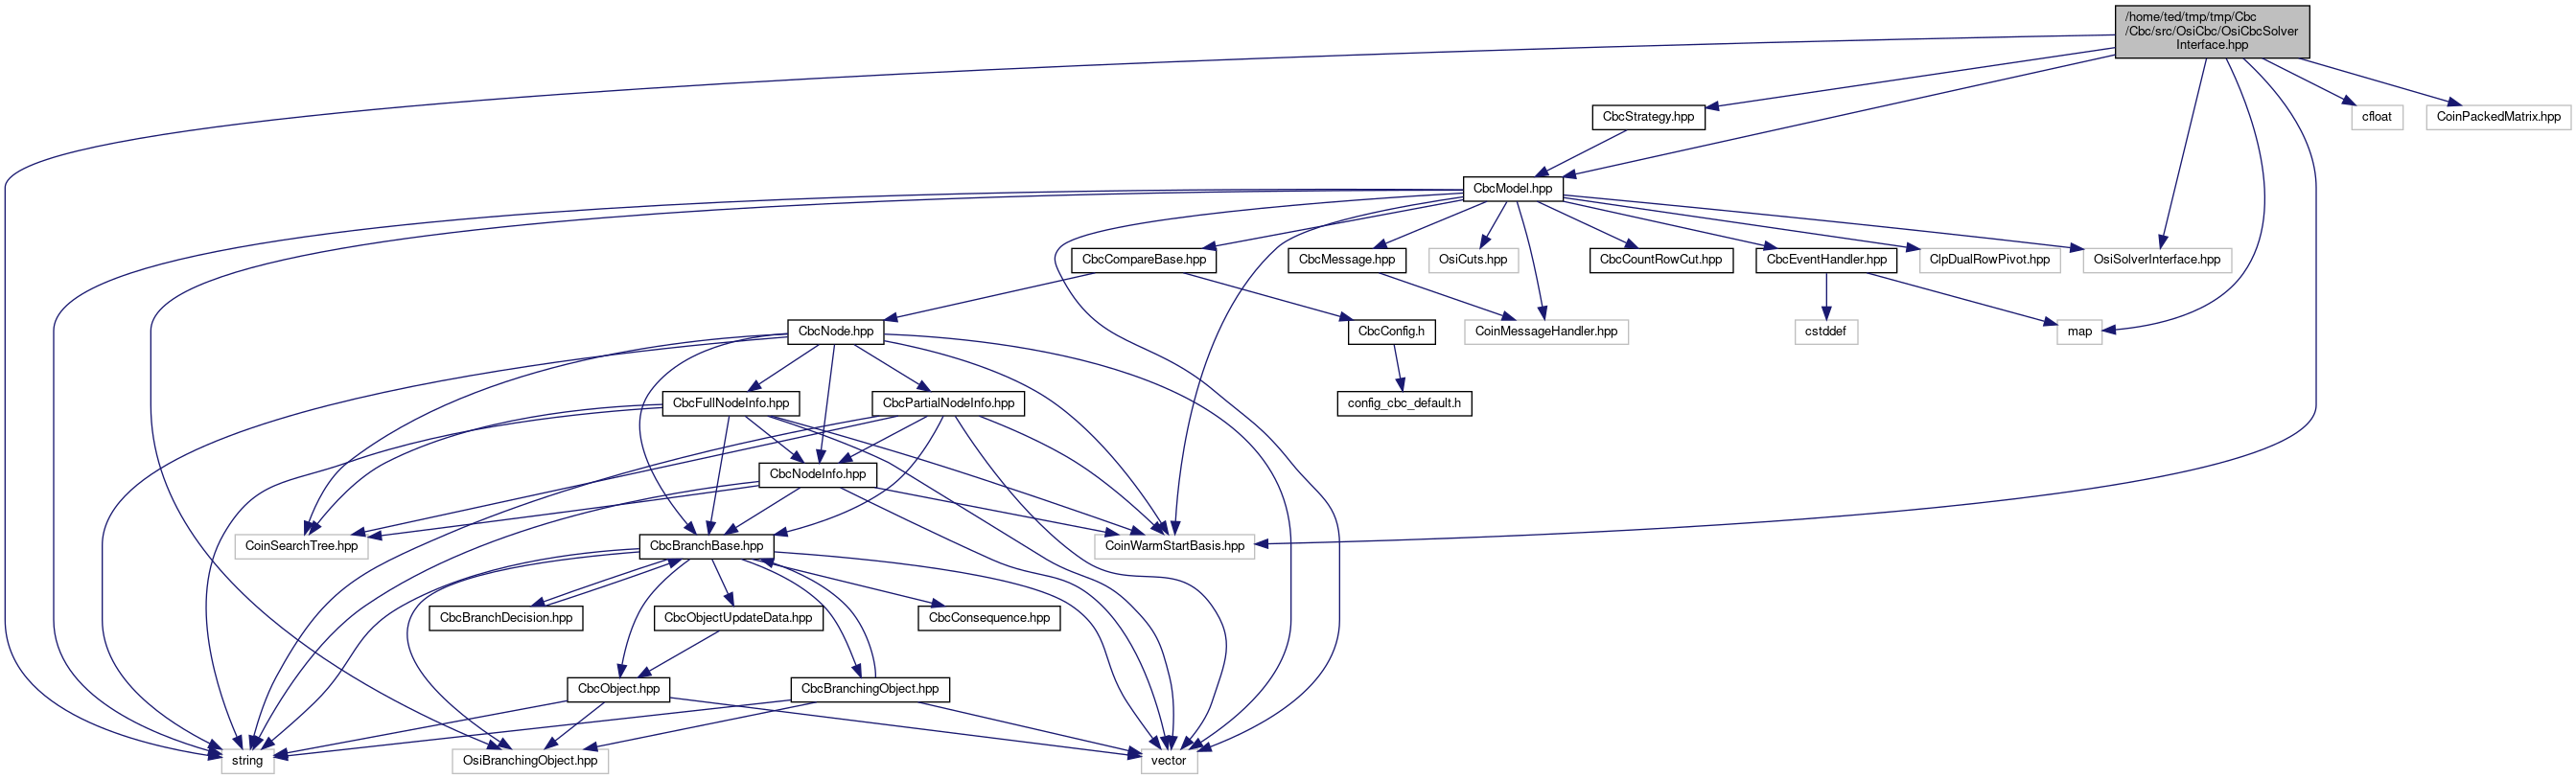 /home/ted/tmp/tmp/Cbc
/Cbc/src/OsiCbc/OsiCbcSolver
Interface.hpp
CbcStrategy.hpp
cfloat
CoinPackedMatrix.hpp
CbcModel.hpp
CbcCompareBase.hpp
CbcMessage.hpp
OsiCuts.hpp
CbcCountRowCut.hpp
CbcEventHandler.hpp
ClpDualRowPivot.hpp
OsiSolverInterface.hpp
CbcNode.hpp
CbcConfig.h
CoinMessageHandler.hpp
cstddef
map
CbcFullNodeInfo.hpp
CbcPartialNodeInfo.hpp
config_cbc_default.h
CbcNodeInfo.hpp
CoinSearchTree.hpp
CbcBranchBase.hpp
CoinWarmStartBasis.hpp
CbcBranchDecision.hpp
CbcObjectUpdateData.hpp
CbcConsequence.hpp
CbcObject.hpp
CbcBranchingObject.hpp
string
OsiBranchingObject.hpp
vector